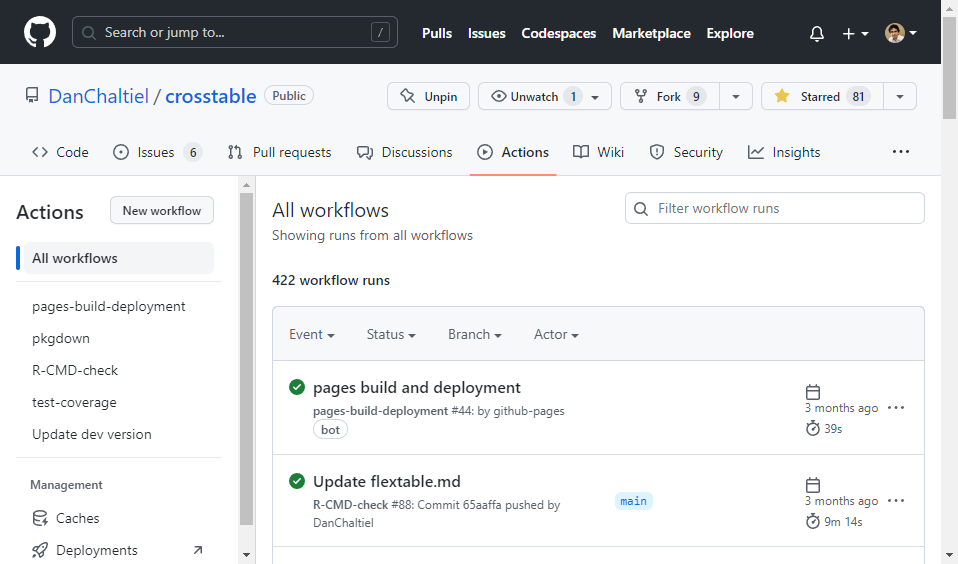 Search or jump to... /
Pulls Issues Codespaces Marketplace Explore
DanChaltiel / crosstable Public
Unpin Unwatch 1 Fork 9 Starred 81
Code Issues 6 Pull requests Discussions Actions Wiki Security Insights
Actions New workflow
All workflows
pages-build-deployment
pkgdown
R-CMD-check
test-coverage
Update dev version
Management
Caches
Deployments
All workflows
Showing runs from all workflows
Filter workflow runs
422 workflow runs
Event Status Branch Actor
pages build and deployment
pages-build-deployment #44: by github-pages
bot
3 months ago
39s
Update flextable.md
R-CMD-check #88: Commit 65aaffa pushed by
DanChaltiel
main
3 months ago
9m 14s